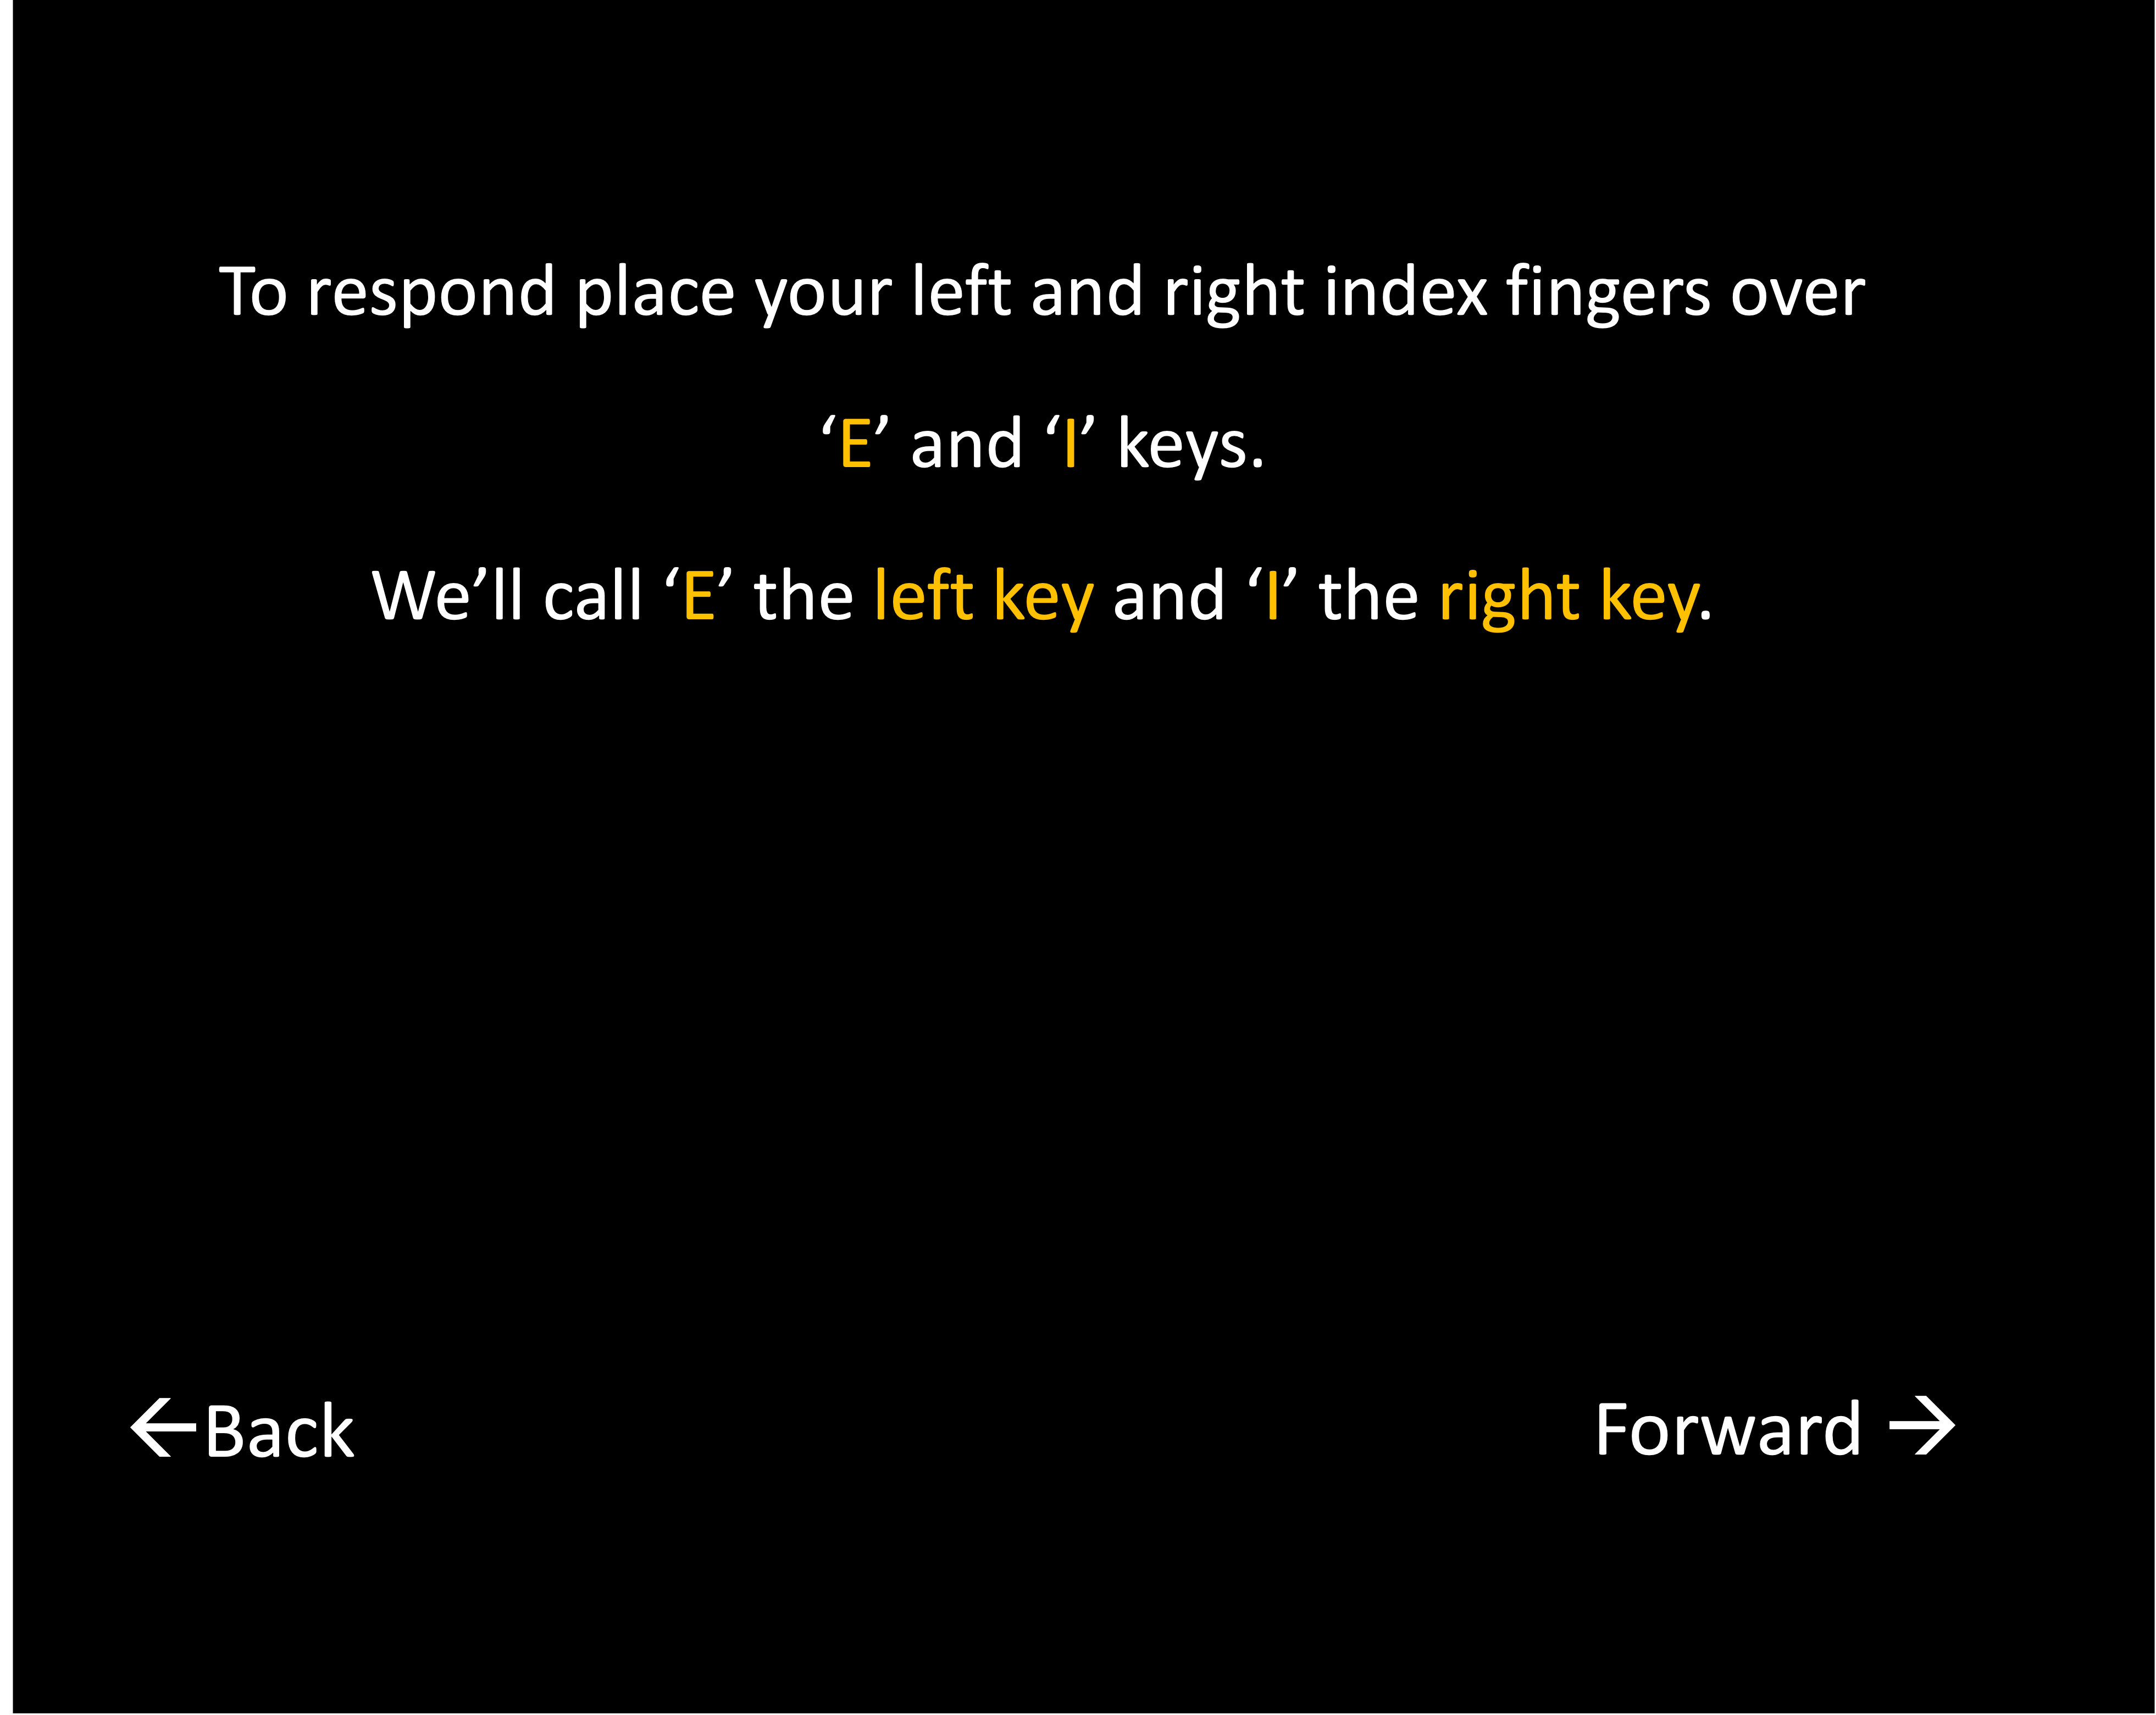 To respond place your left and right index fingers over
‘E’ and ‘I’ keys.
We’ll call ‘E’ the left key and ‘I’ the right key.
←Back
Forward →